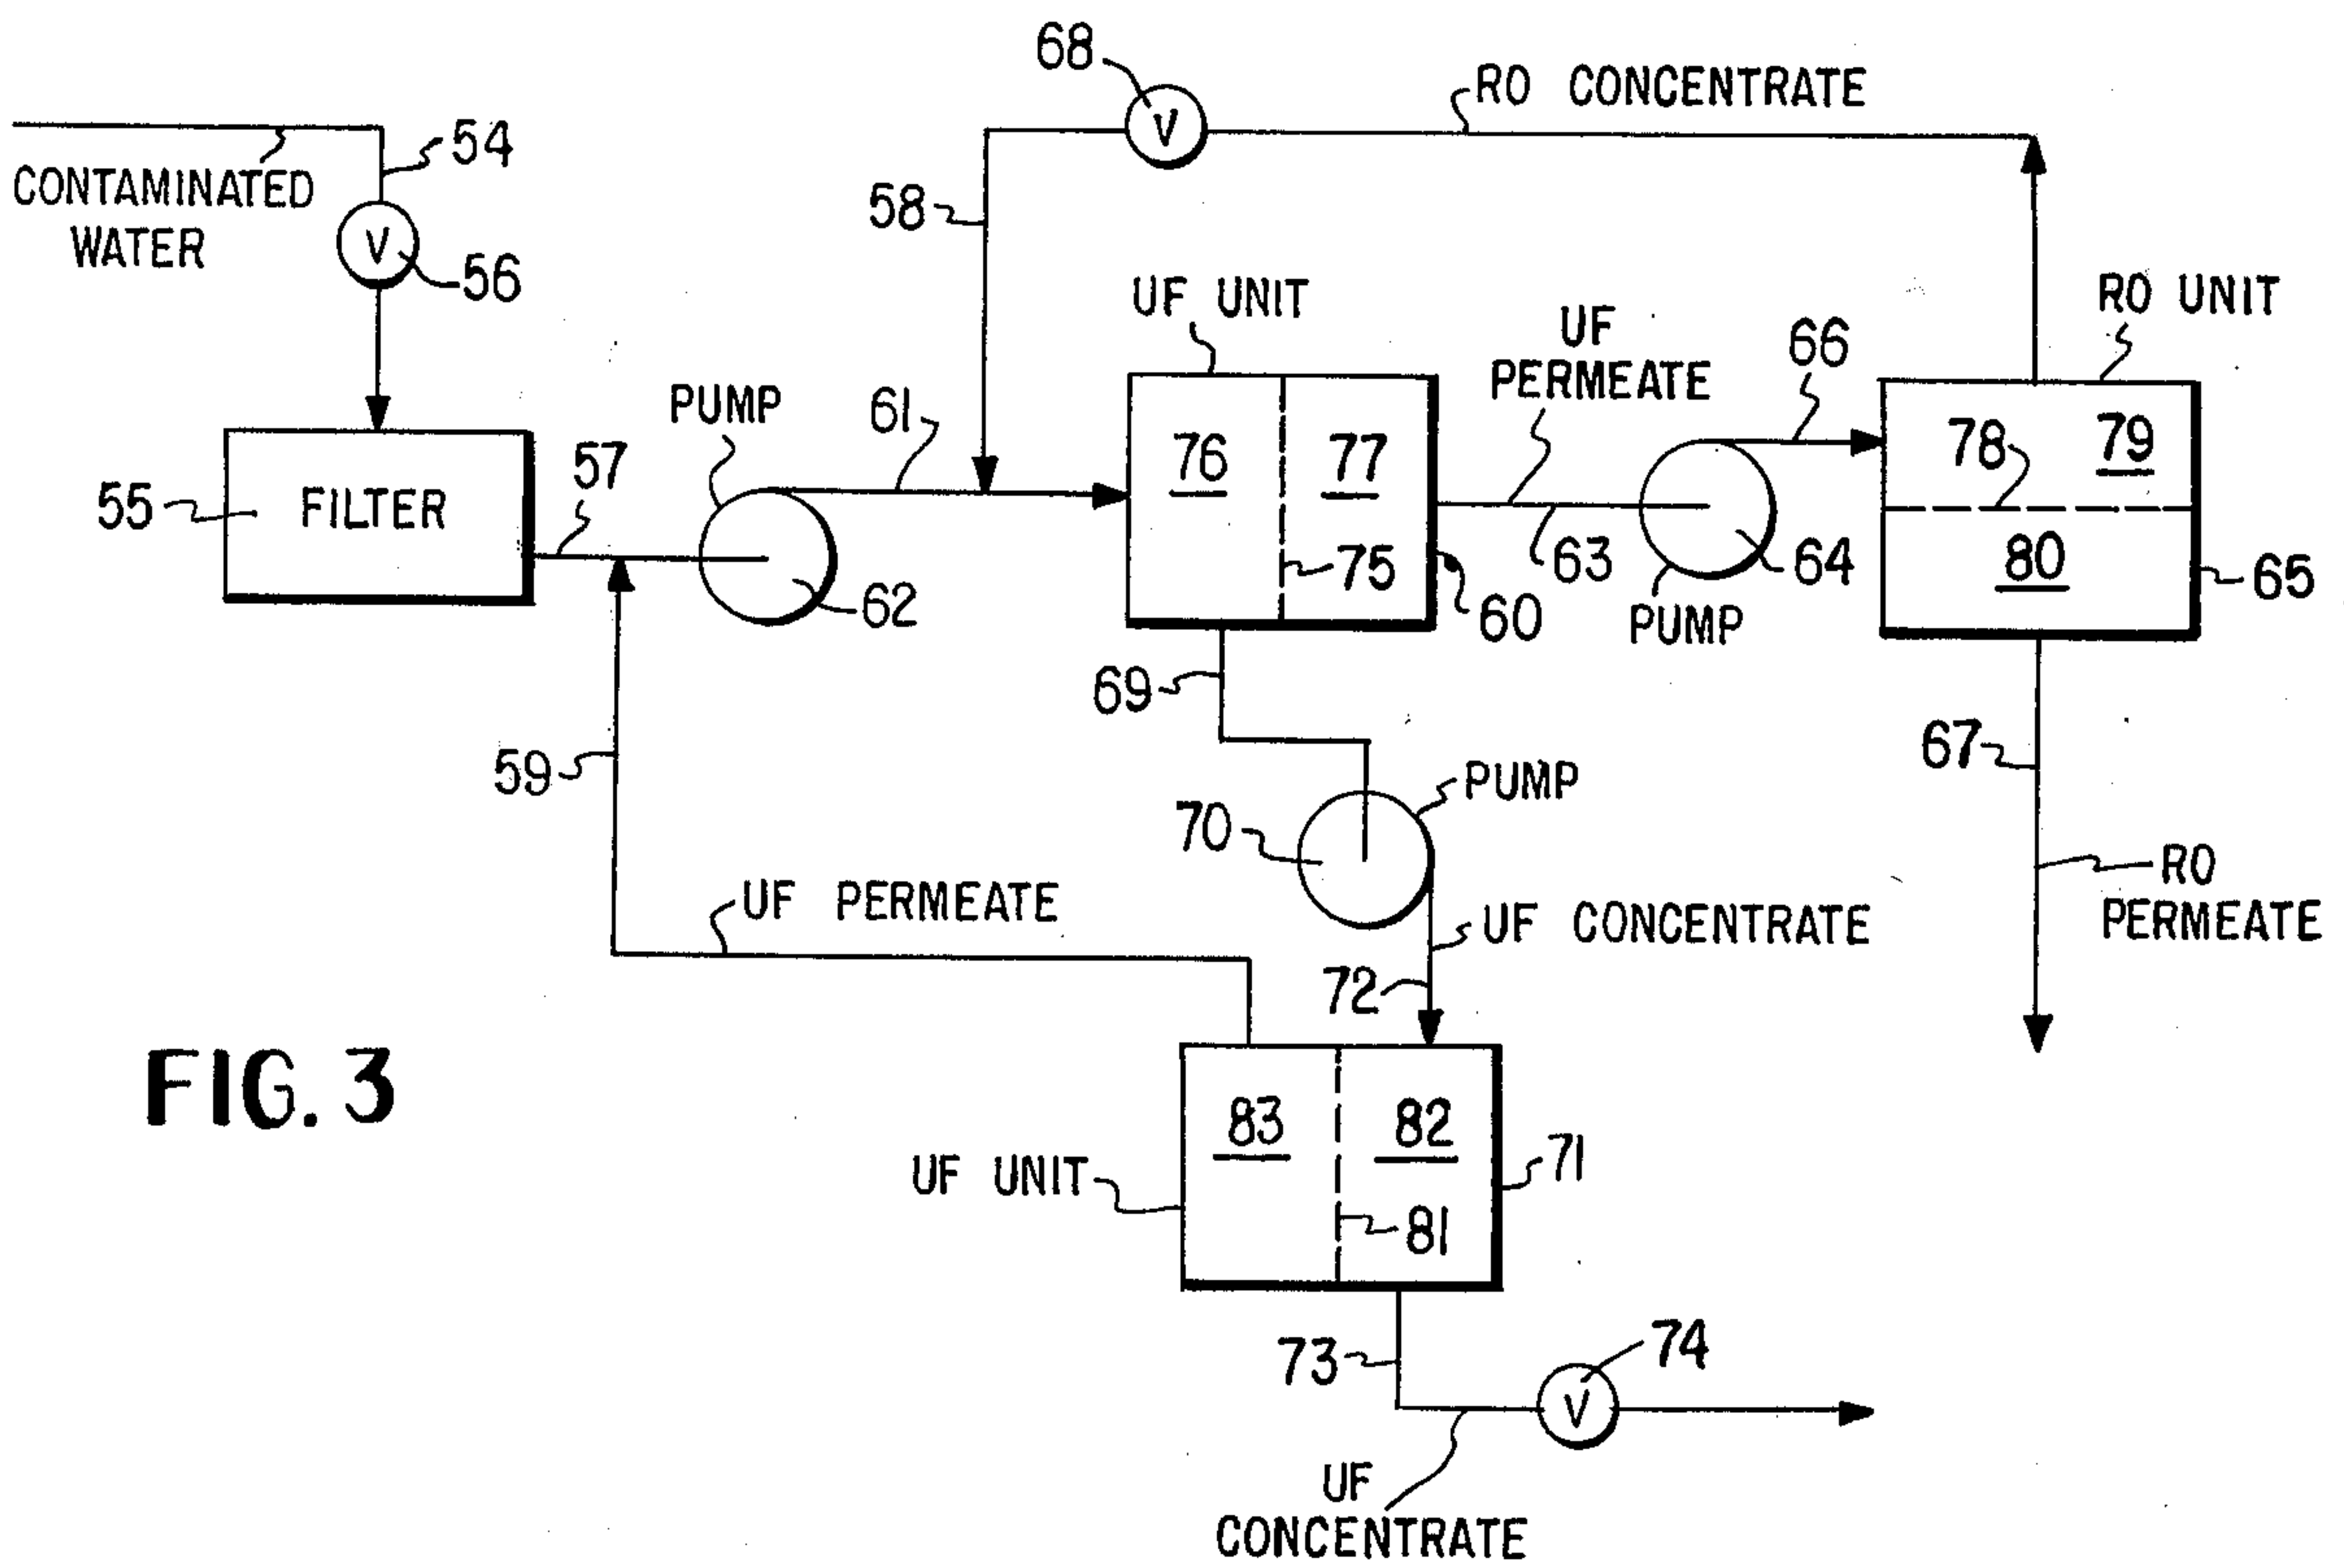 68
RO CONCENTRATE
54
CONTAMINATED
WATER
V
V
56
58
UF UNIT
RO UNIT
UF
PERMEATE
66
PUMP
61
57
55
FILTER
76
77
78
79
75
62
60
63
64
80
65
PUMP
69
67
59
PUMP
70
UF PERMEATE
UF CONCENTRATE
RO
PERMEATE
72
FIG. 3
83
82
71
UF UNIT
81
73
74
V
UF
CONCENTRATE